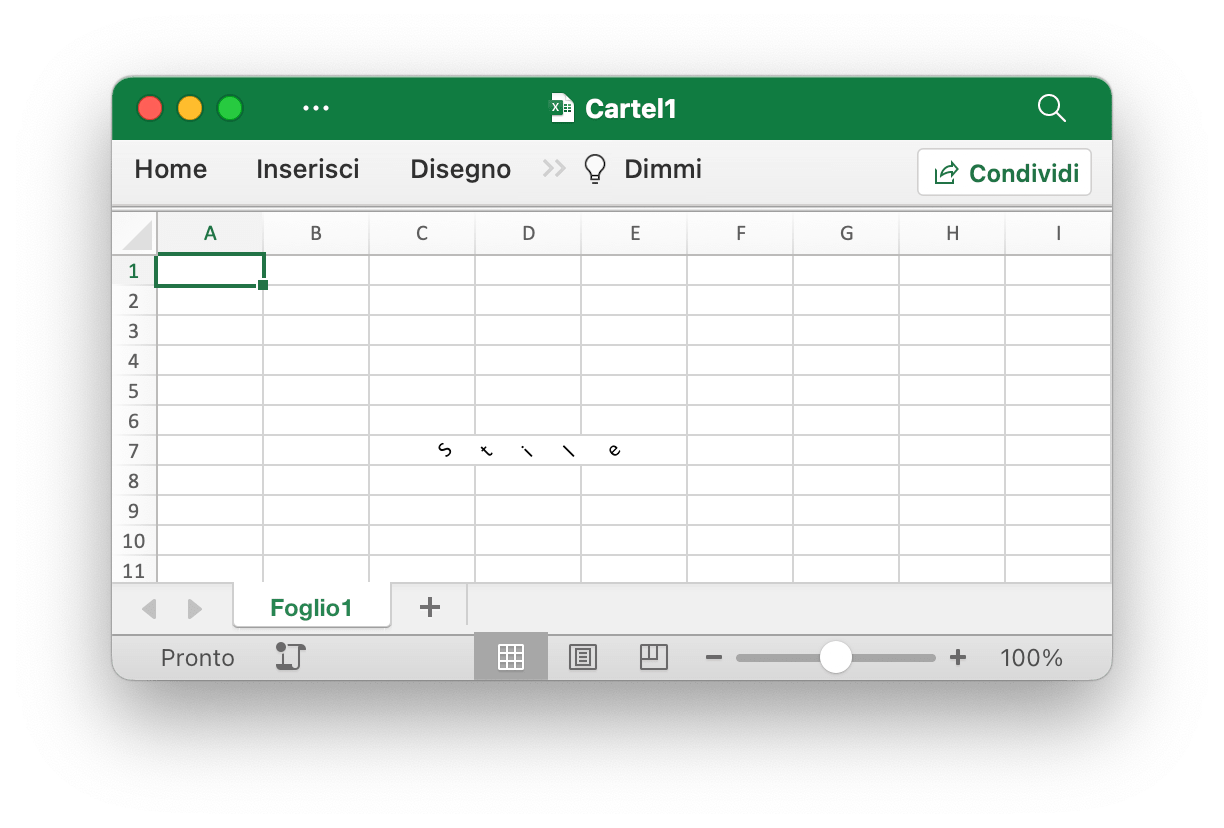 Cartel1
Home Inserisci Disegno Dimmi Condividi
A B C D E F G H I
1
2
3
4
5
6
7 S t i l e
8
9
10
11
Foglio1
Pronto 100%